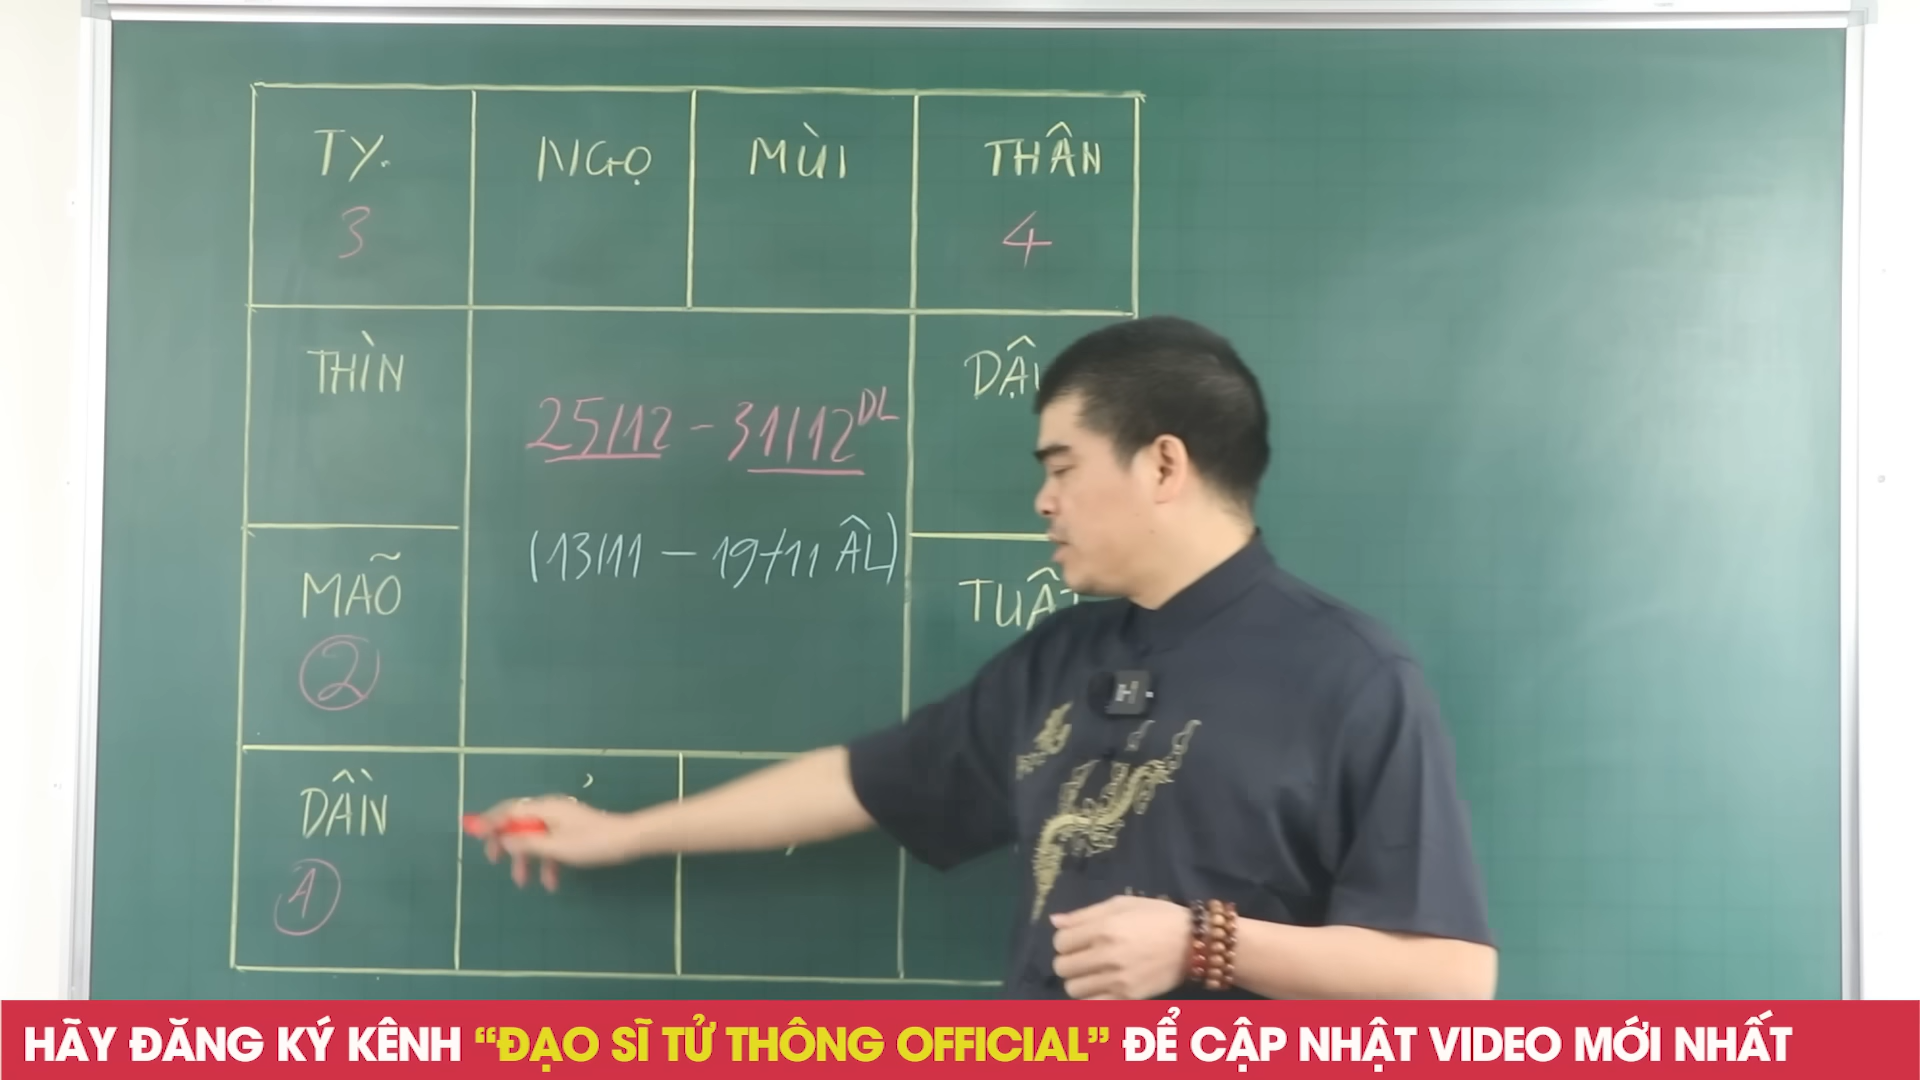 TỴ NGỌ MÙI THÂN
3 4
THÌN
25/12 - 31/12 DL
(13/11 - 19/11 ÂL)
MÃO
②
DẦN
①
HÃY ĐĂNG KÝ KÊNH “ĐẠO SĨ TỬ THÔNG OFFICIAL” ĐỂ CẬP NHẬT VIDEO MỚI NHẤT